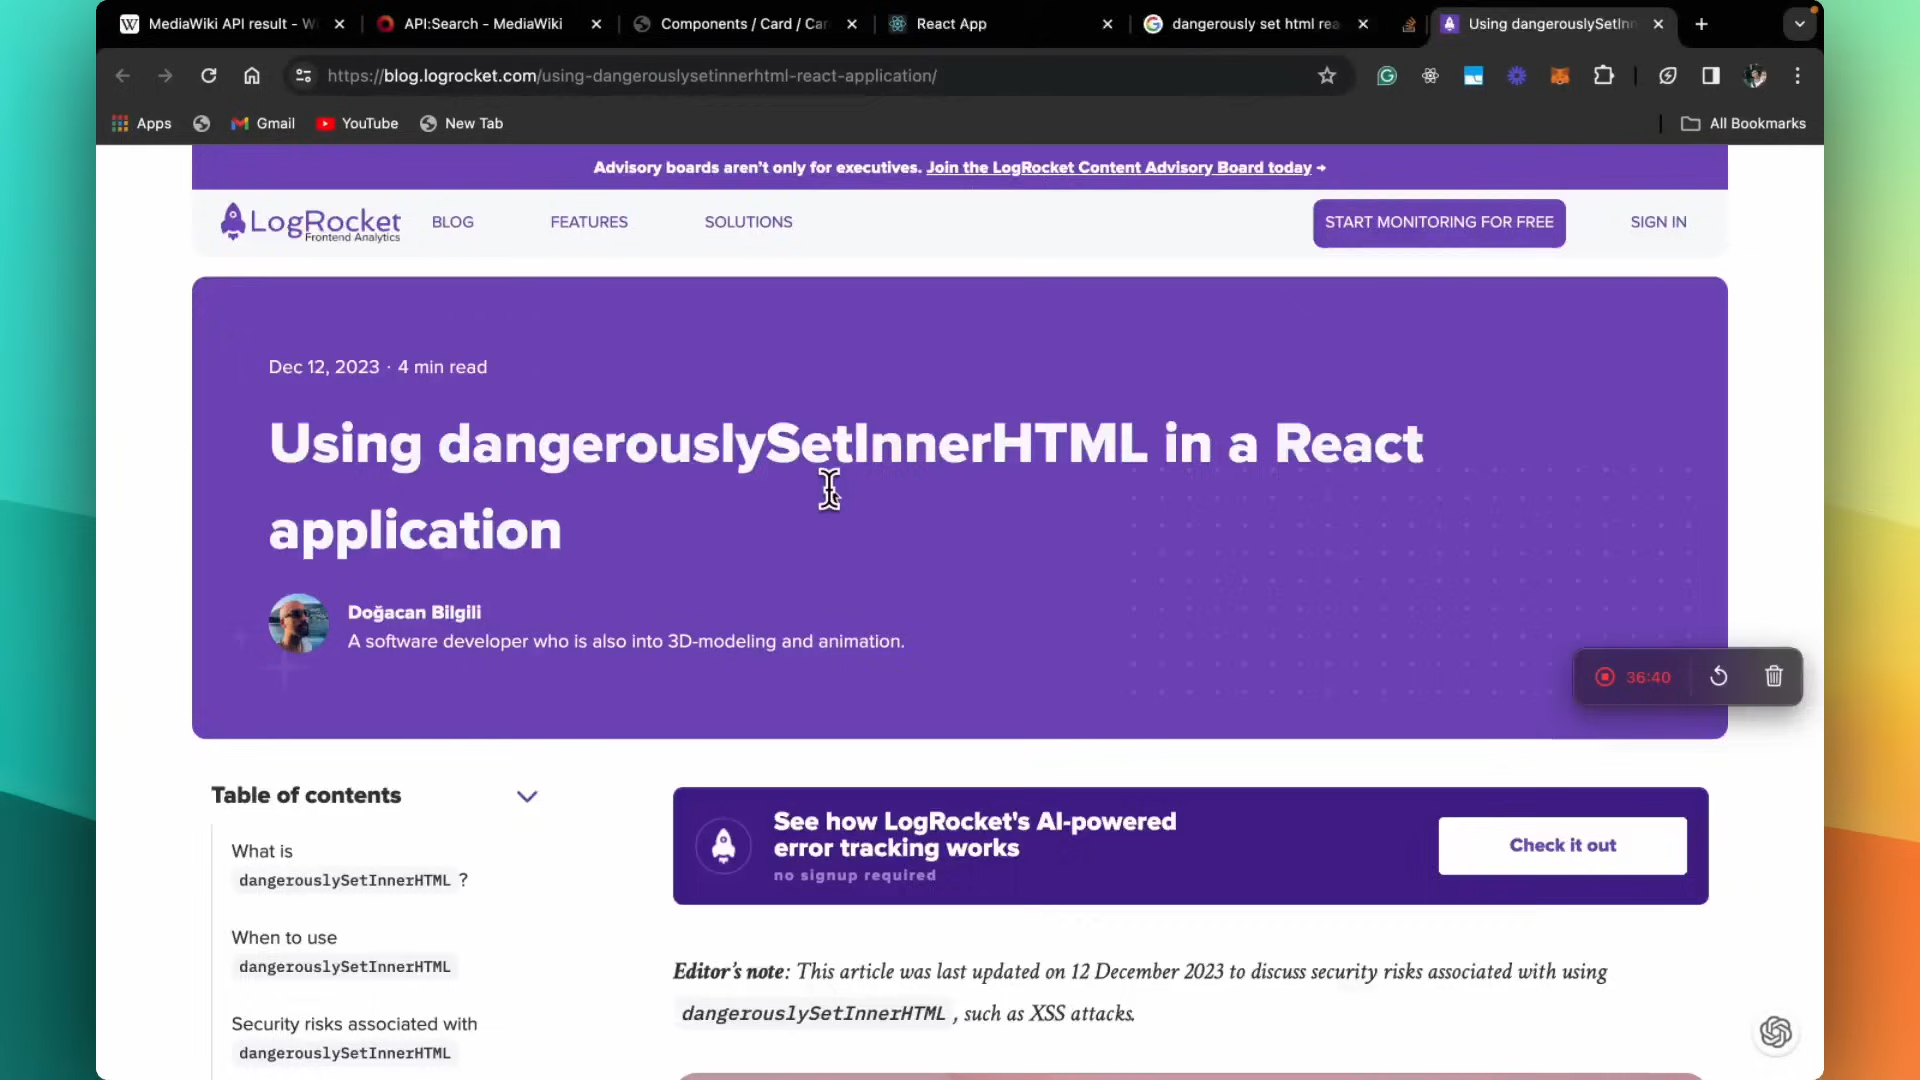 MediaWiki API result - W
API:Search - MediaWiki
Components / Card / Car
React App
dangerously set html rea
Using dangerouslySetInn
https://blog.logrocket.com/using-dangerouslysetinnerhtml-react-application/
Apps
Gmail
YouTube
New Tab
All Bookmarks
Advisory boards aren't only for executives. Join the LogRocket Content Advisory Board today →
LogRocket
Frontend Analytics
BLOG
FEATURES
SOLUTIONS
START MONITORING FOR FREE
SIGN IN
Dec 12, 2023 · 4 min read
Using dangerouslySetInnerHTML in a React
application
Doğacan Bilgili
A software developer who is also into 3D-modeling and animation.
36:40
Table of contents
What is
dangerouslySetInnerHTML ?
When to use
dangerouslySetInnerHTML
Security risks associated with
dangerouslySetInnerHTML
See how LogRocket's AI-powered
error tracking works
no signup required
Check it out
Editor's note: This article was last updated on 12 December 2023 to discuss security risks associated with using
dangerouslySetInnerHTML , such as XSS attacks.